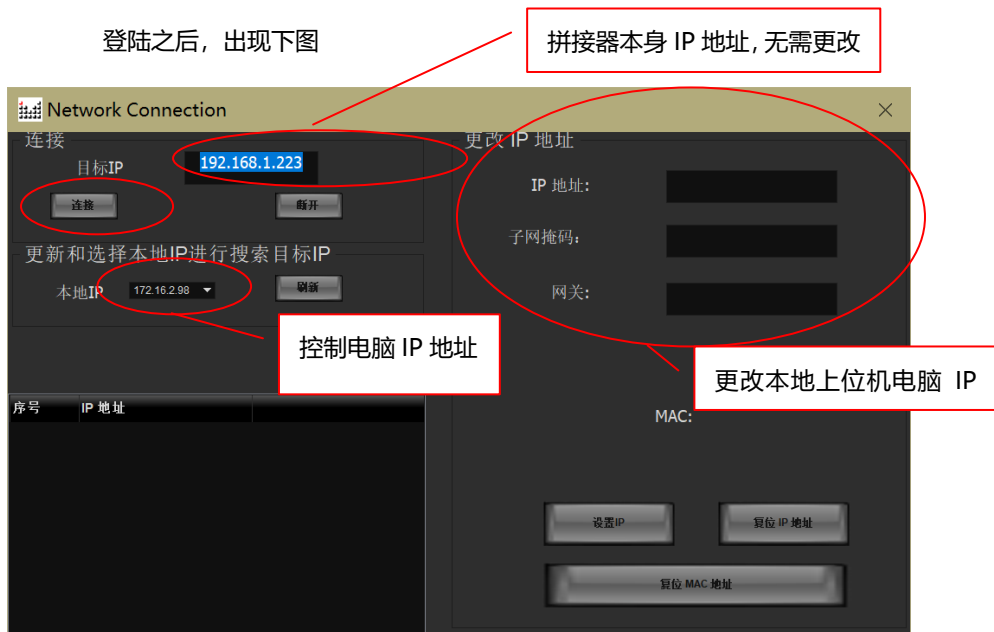 登陆之后，出现下图
拼接器本身 IP 地址，无需更改
Network Connection
连接
目标IP
192.168.1.223
连接
断开
更新和选择本地IP进行搜索目标IP
本地IP
172.16.2.98
刷新
控制电脑 IP 地址
序号
IP 地址
更改 IP 地址
IP 地址:
子网掩码:
网关:
更改本地上位机电脑 IP
MAC:
设置IP
复位 IP 地址
复位 MAC 地址